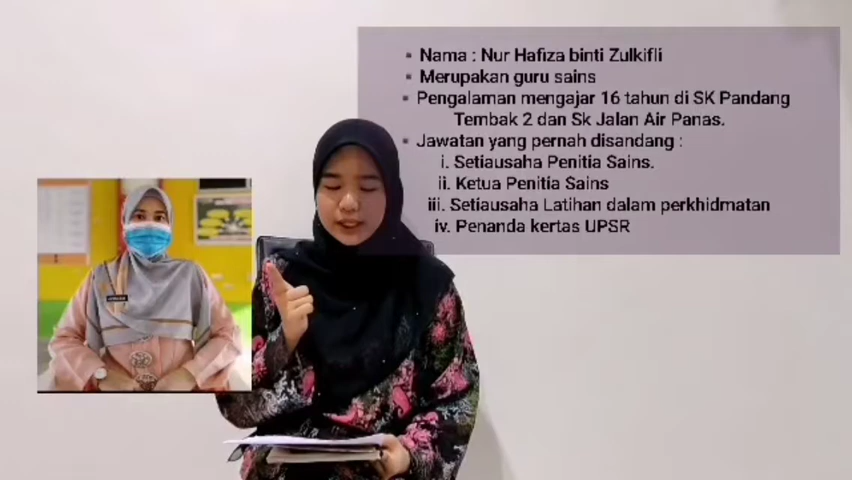 Nama : Nur Hafiza binti Zulkifli
Merupakan guru sains
Pengalaman mengajar 16 tahun di SK Pandang
Tembak 2 dan Sk Jalan Air Panas.
Jawatan yang pernah disandang :
i. Setiausaha Penitia Sains.
ii. Ketua Penitia Sains
iii. Setiausaha Latihan dalam perkhidmatan
iv. Penanda kertas UPSR